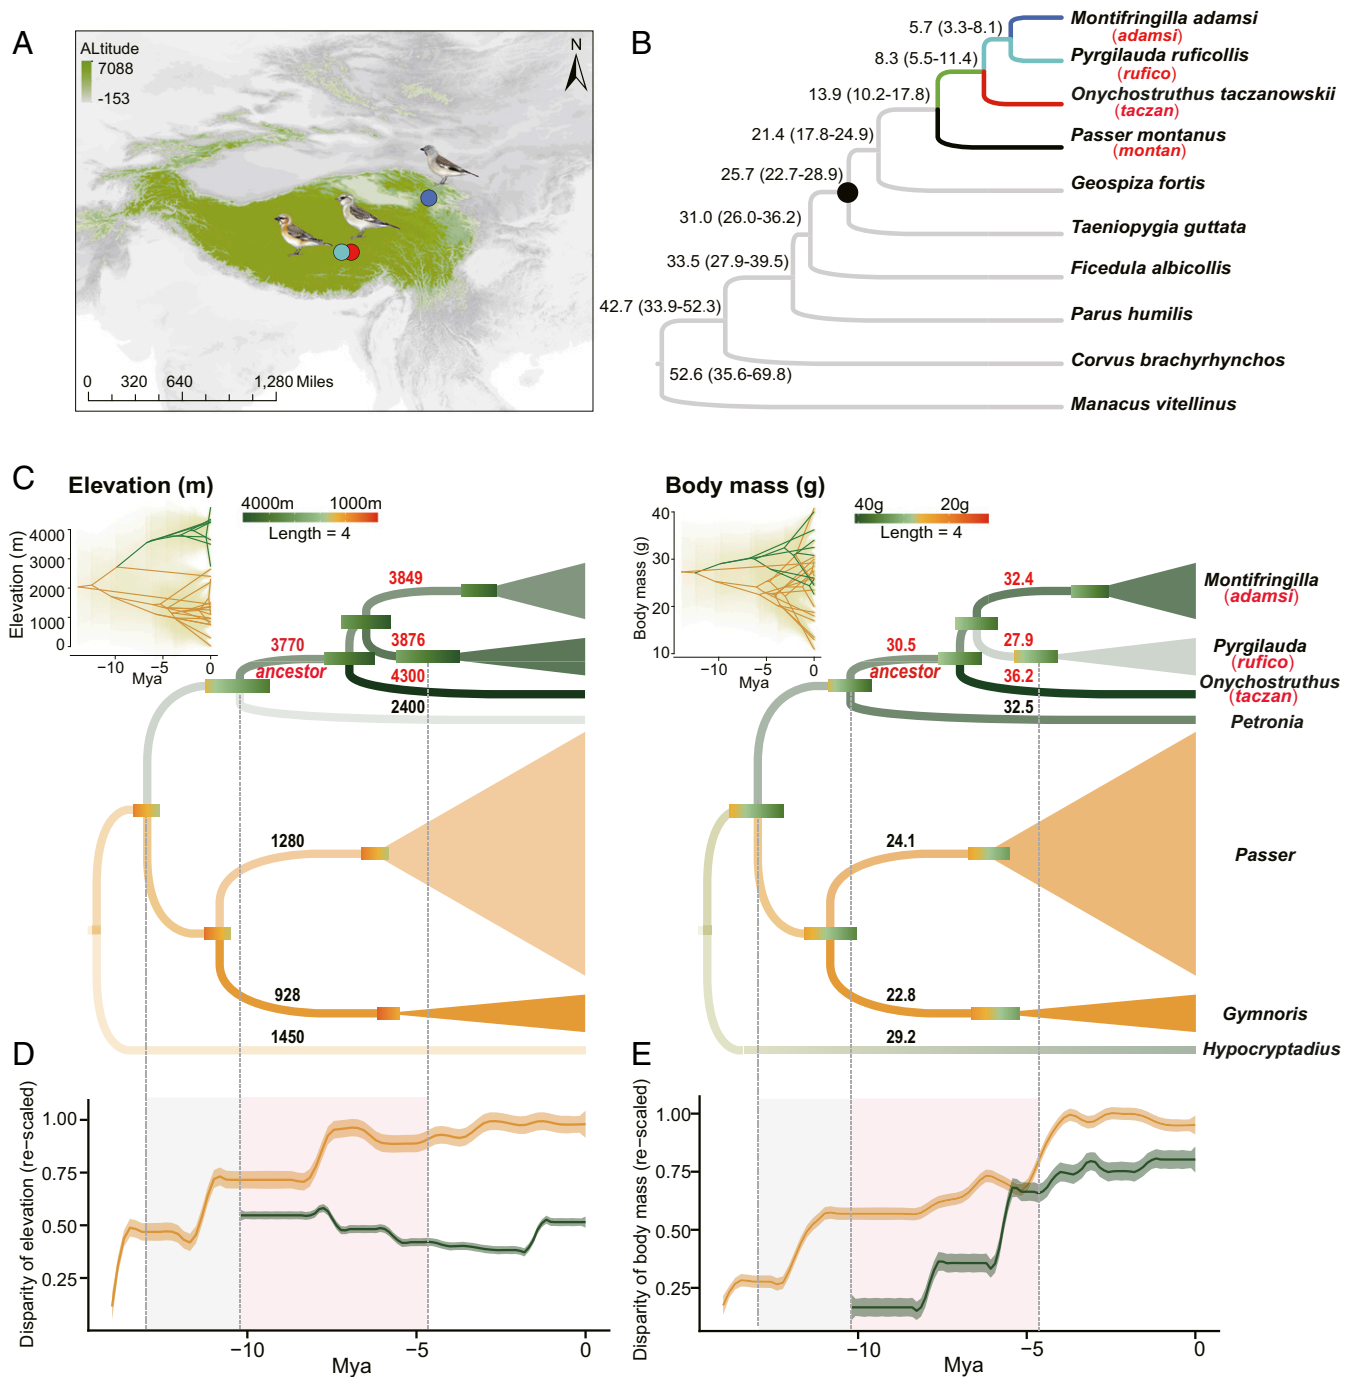 A
ALtitude
7088
-153
N
0 320 640 1,280 Miles
B
5.7 (3.3-8.1)
8.3 (5.5-11.4)
13.9 (10.2-17.8)
21.4 (17.8-24.9)
25.7 (22.7-28.9)
31.0 (26.0-36.2)
33.5 (27.9-39.5)
42.7 (33.9-52.3)
52.6 (35.6-69.8)
Montifringilla adamsi
(adamsi)
Pyrgilauda ruficollis
(rufico)
Onychostruthus taczanowskii
(taczan)
Passer montanus
(montan)
Geospiza fortis
Taeniopygia guttata
Ficedula albicollis
Parus humilis
Corvus brachyrhynchos
Manacus vitellinus
C
Elevation (m)
4000m 1000m
Length = 4
Elevation (m)
4000
3000
2000
1000
0
−10 −5 0
Mya
3849
3770
ancestor
3876
4300
2400
1280
928
1450
Body mass (g)
40g 20g
Length = 4
Body mass (g)
40
30
20
10
−10 −5 0
Mya
32.4
30.5
ancestor
27.9
36.2
32.5
24.1
22.8
29.2
Montifringilla
(adamsi)
Pyrgilauda
(rufico)
Onychostruthus
(taczan)
Petronia
Passer
Gymnoris
Hypocryptadius
D
Disparity of elevation (re−scaled)
1.00
0.75
0.50
0.25
−10 −5 0
Mya
E
Disparity of body mass (re−scaled)
1.00
0.75
0.50
0.25
−10 −5 0
Mya